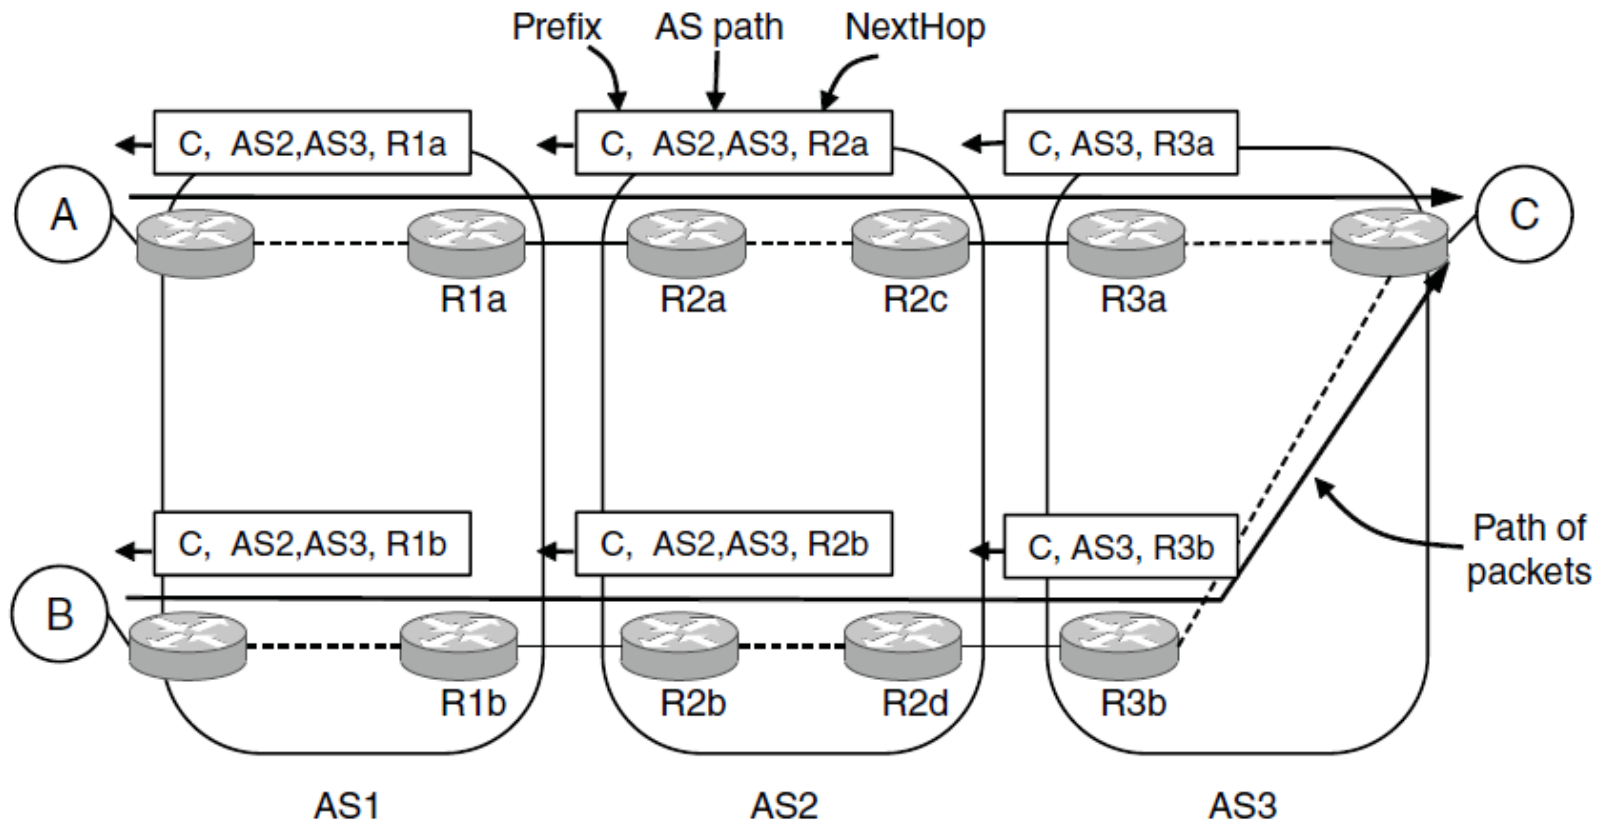 Prefix AS path NextHop
C, AS2,AS3, R1a
C, AS2,AS3, R2a
C, AS3, R3a
A
C
R1a
R2a
R2c
R3a
C, AS2,AS3, R1b
C, AS2,AS3, R2b
C, AS3, R3b
Path of
packets
B
R1b
R2b
R2d
R3b
AS1
AS2
AS3